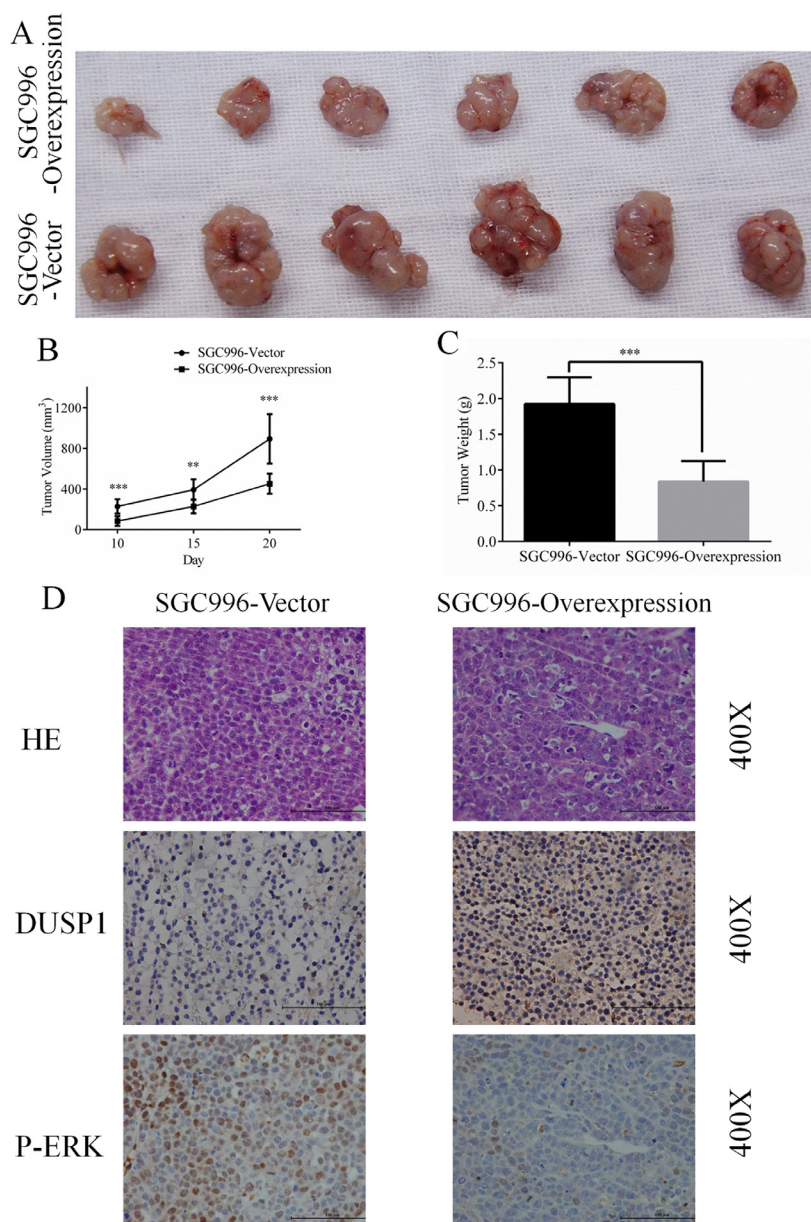 A
SGC996
-Overexpression
SGC996
-Vector
B
SGC996-Vector
SGC996-Overexpression
Tumor Volume (mm³)
1200
800
400
0
***
**
***
10
15
20
Day
C
Tumor Weight (g)
2.5
2.0
1.5
1.0
0.5
0.0
***
SGC996-Vector
SGC996-Overexpression
D
SGC996-Vector
SGC996-Overexpression
HE
400X
DUSP1
400X
P-ERK
400X